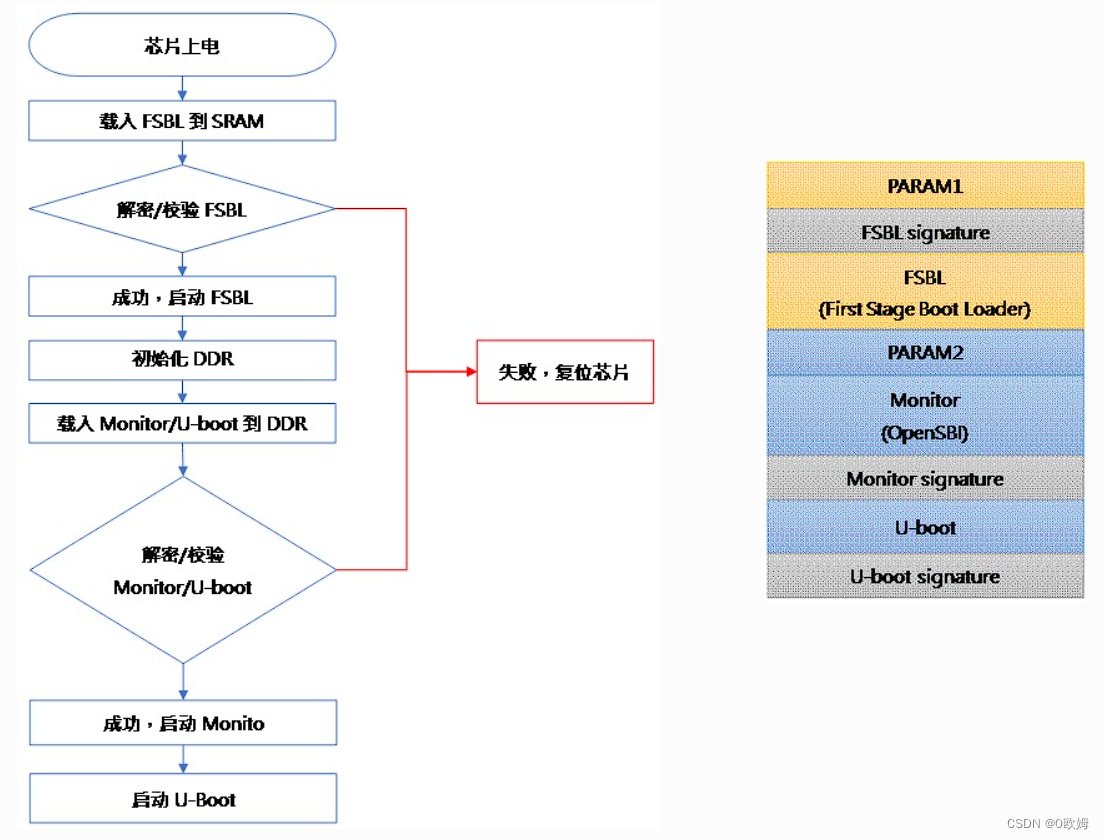 芯片上电
载入 FSBL 到 SRAM
解密/校验 FSBL
成功，启动 FSBL
初始化 DDR
载入 Monitor/U-boot 到 DDR
解密/校验
Monitor/U-boot
成功，启动 Monito
启动 U-Boot
失败，复位芯片
PARAM1
FSBL signature
FSBL
(First Stage Boot Loader)
PARAM2
Monitor
(OpenSBI)
Monitor signature
U-boot
U-boot signature
CSDN @0欧姆